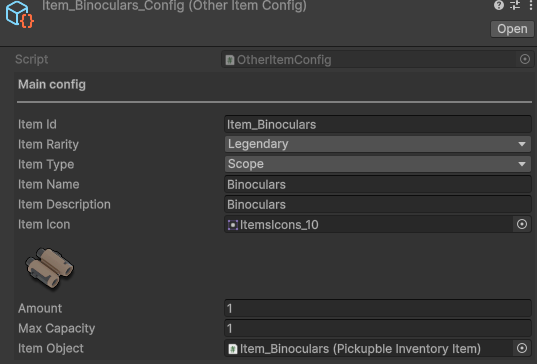 Item_Binoculars_Config (Other Item Config)
Open
Script OtherItemConfig
Main config
Item Id Item_Binoculars
Item Rarity Legendary
Item Type Scope
Item Name Binoculars
Item Description Binoculars
Item Icon ItemsIcons_10
Amount 1
Max Capacity 1
Item Object Item_Binoculars (Pickupble Inventory Item)